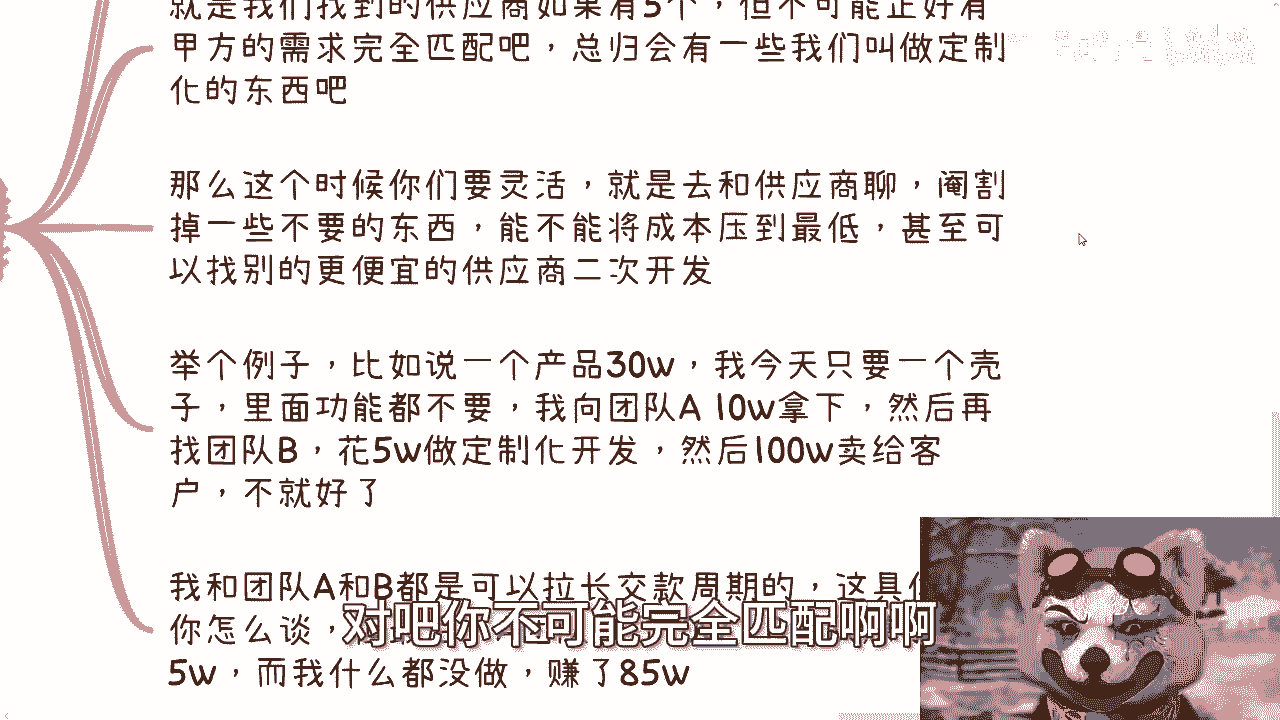 就是我们找到的供应商如果有5个，但不可能正好有
甲方的需求完全匹配吧，总归会有一些我们叫做定制
化的东西吧
那么这个时候你们要灵活，就是去和供应商聊，阉割
掉一些不要的东西，能不能将成本压到最低，甚至可
以找别的更便宜的供应商二次开发
举个例子，比如说一个产品30w，我今天只要一个壳
子，里面功能都不要，我向团队A 10w拿下，然后再
找团队B，花5w做定制化开发，然后100w卖给客
户，不就好了
我和团队A和B都是可以拉长交款周期的，这具
你怎么谈，
对吧你不可能完全匹配啊啊
5w，而我什么都没做，赚了85w